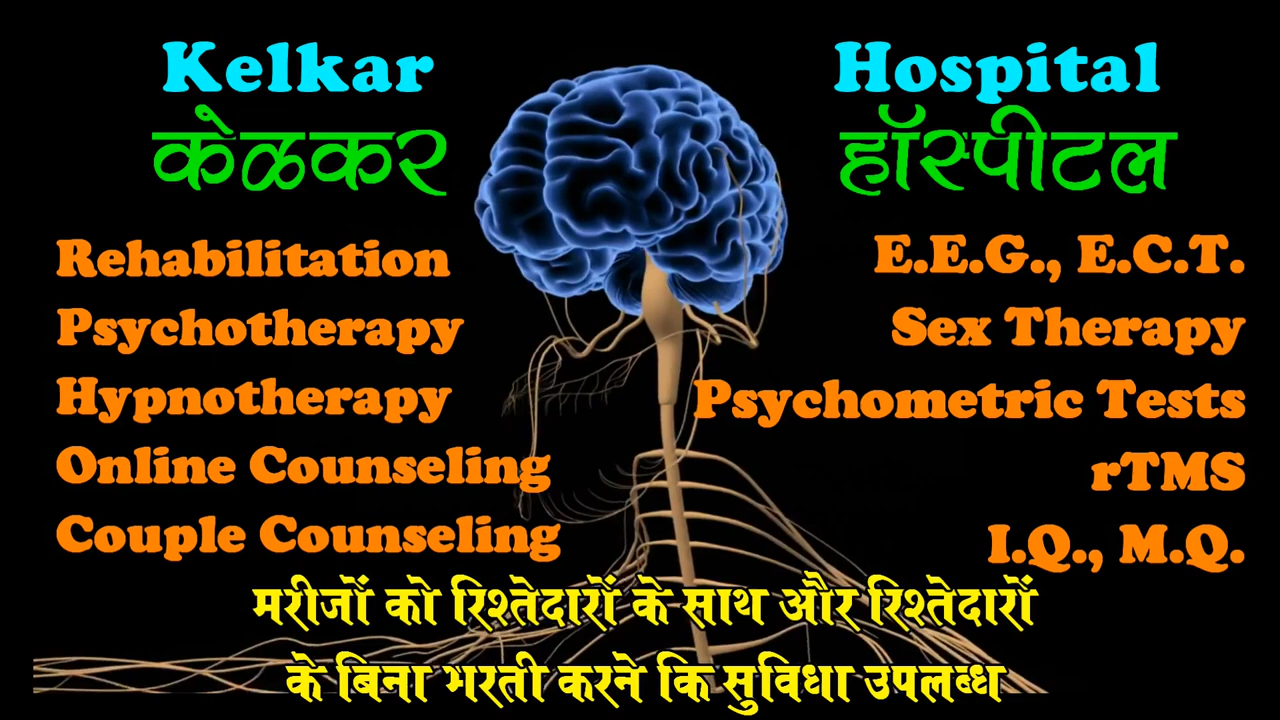 Kelkar Hospital
केळकर हॉस्पीटल
Rehabilitation
Psychotherapy
Hypnotherapy
Online Counseling
Couple Counseling
E.E.G., E.C.T.
Sex Therapy
Psychometric Tests
rTMS
I.Q., M.Q.
मरीजों को रिश्तेदारों के साथ और रिश्तेदारों
के बिना भरती करने कि सुविधा उपलब्ध